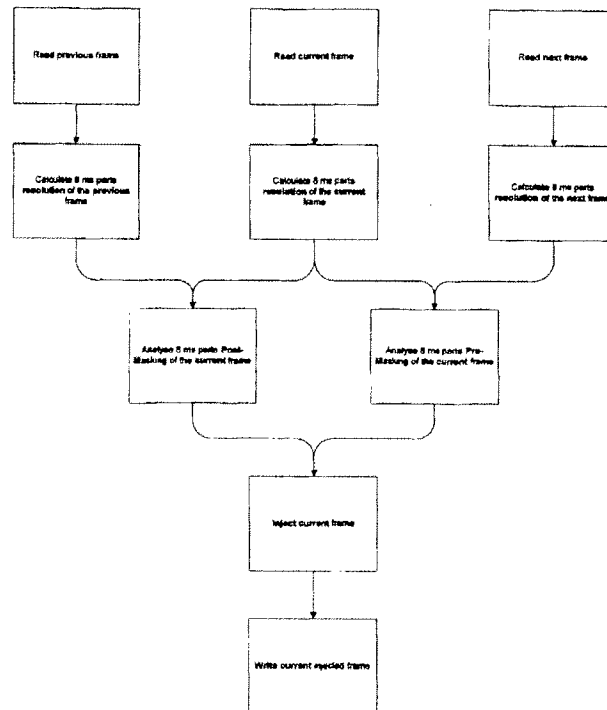 Read previous frame
Read current frame
Read next frame
Calculate 8 ms parts
resolution of the previous
frame
Calculate 8 ms parts
resolution of the current
frame
Calculate 8 ms parts
resolution of the next frame
Analyse 8 ms parts Post-
Masking of the current frame
Analyse 8 ms parts Pre-
Masking of the current frame
Inject current frame
Write current injected frame